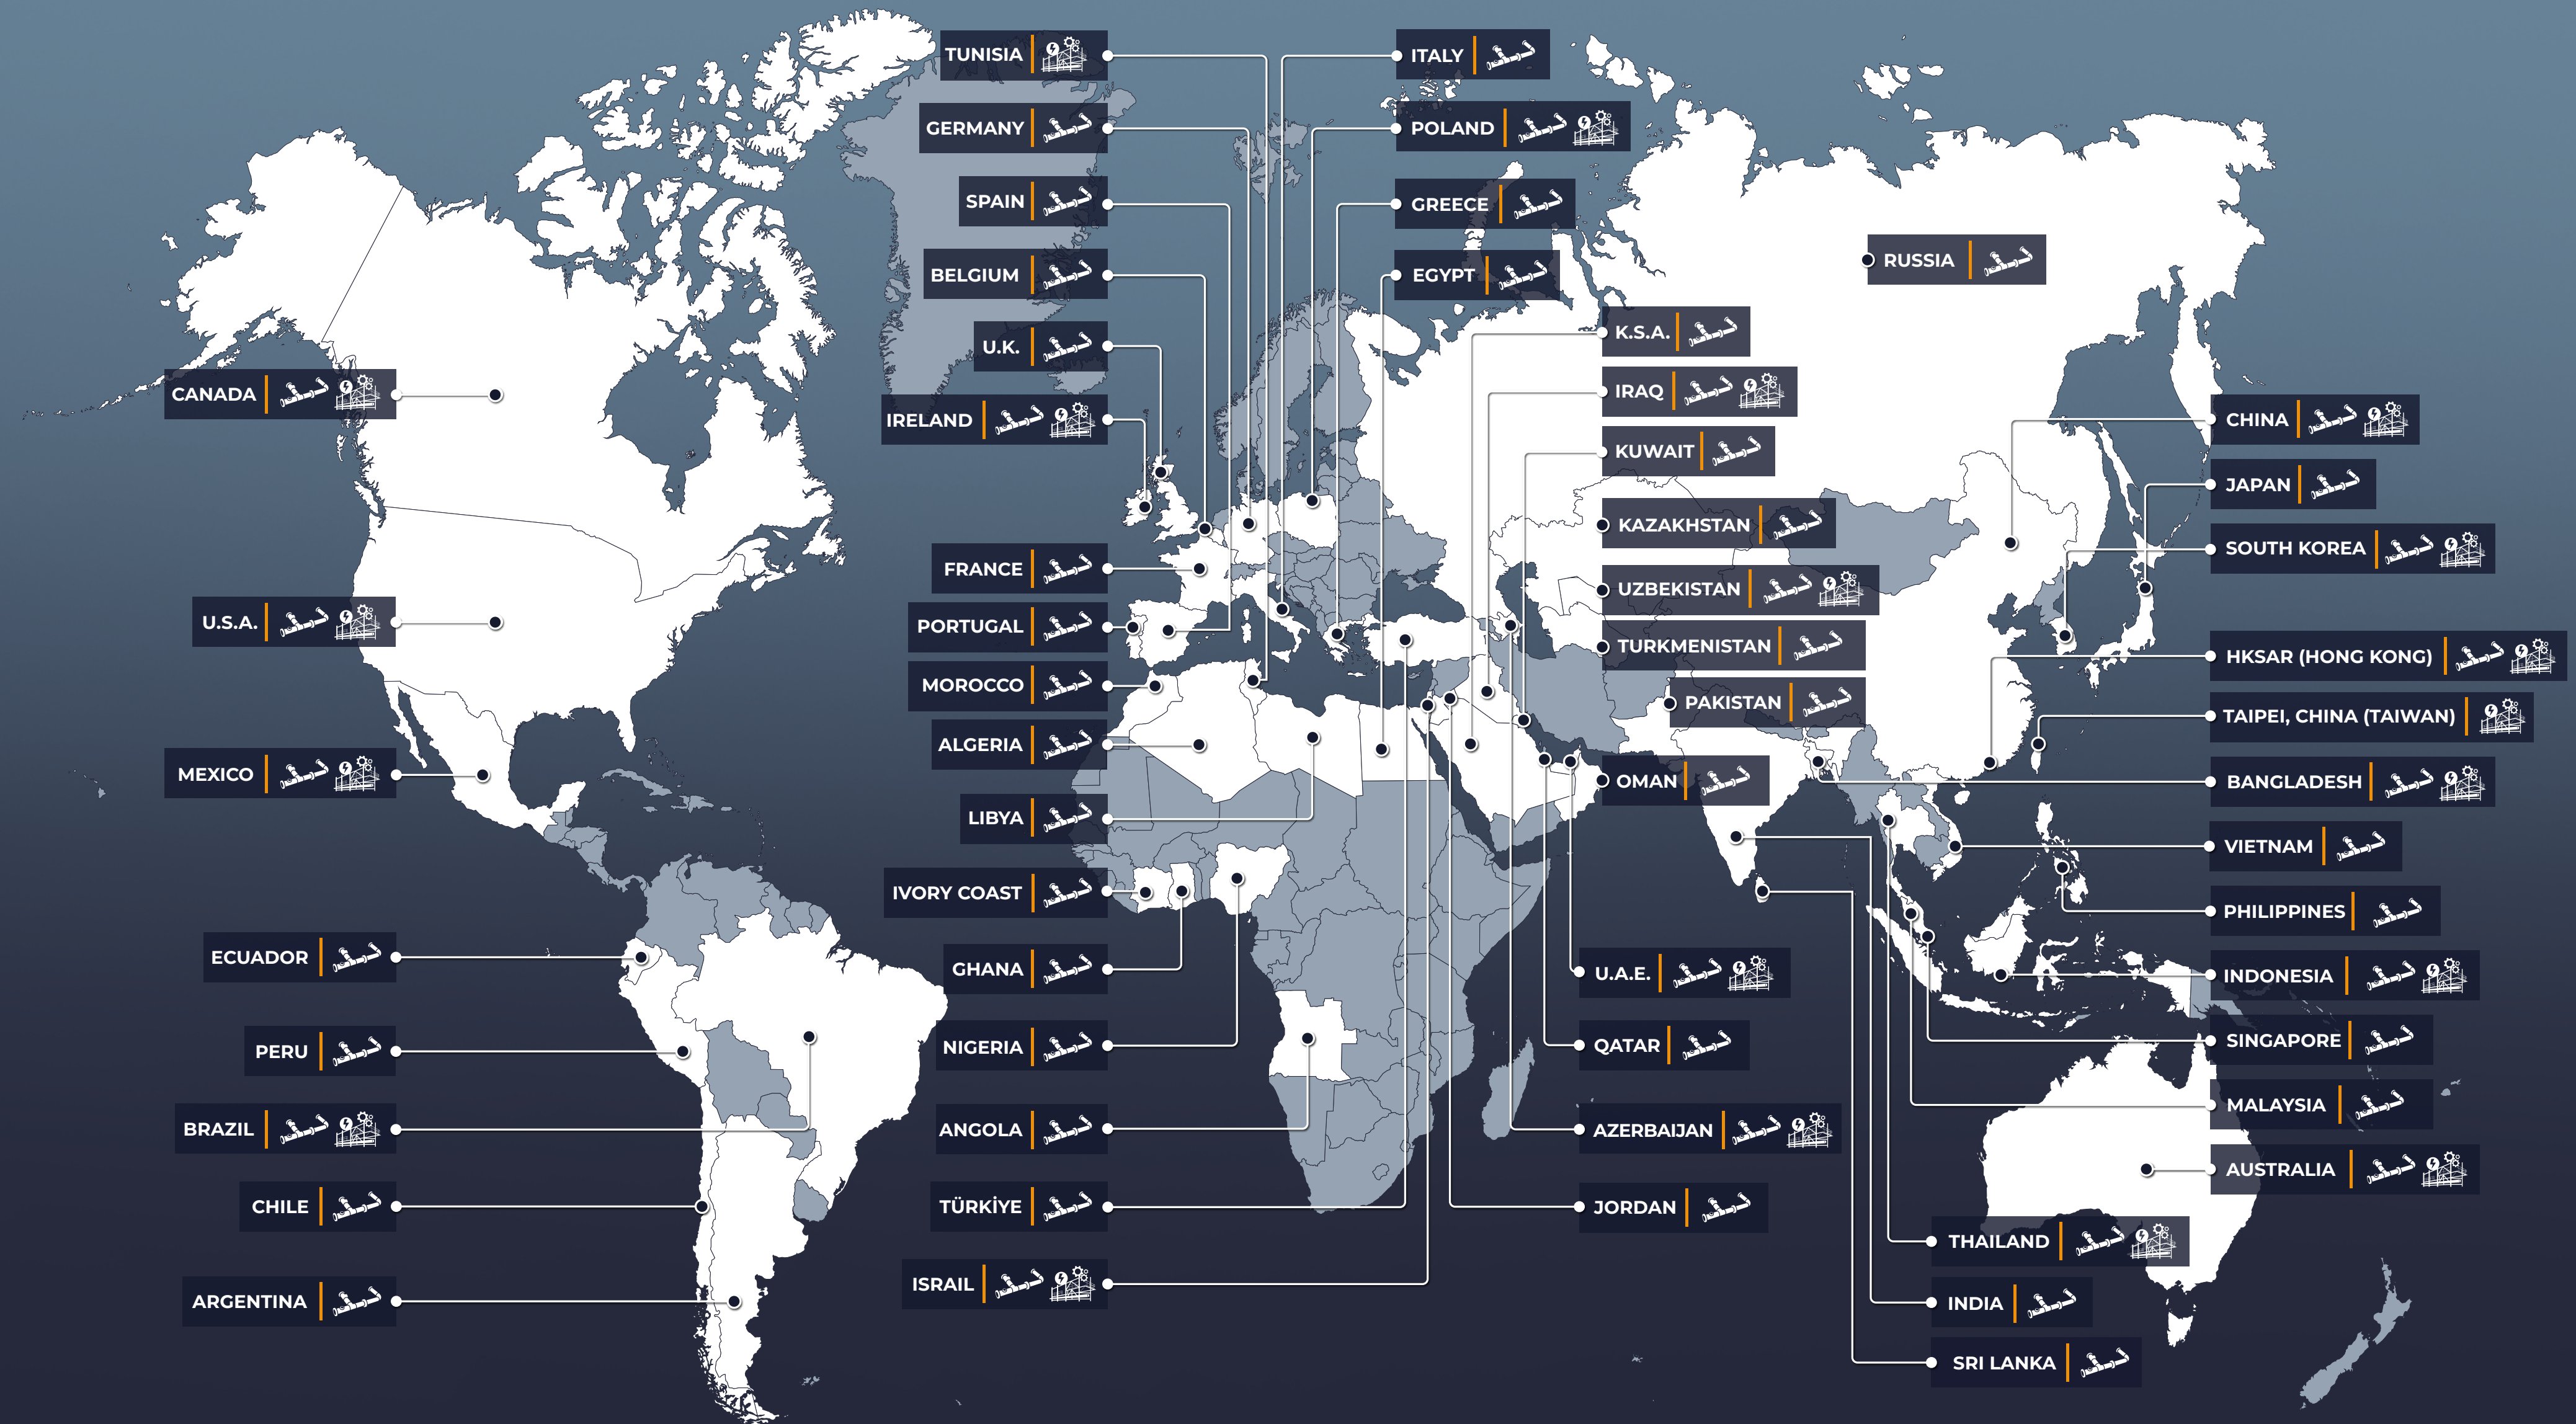 TUNISIA
GERMANY
SPAIN
BELGIUM
U.K.
IRELAND
CANADA
U.S.A.
MEXICO
ECUADOR
PERU
BRAZIL
CHILE
ARGENTINA
FRANCE
PORTUGAL
MOROCCO
ALGERIA
LIBYA
IVORY COAST
GHANA
NIGERIA
ANGOLA
TÜRKİYE
ISRAIL
ITALY
POLAND
GREECE
EGYPT
RUSSIA
K.S.A.
IRAQ
KUWAIT
KAZAKHSTAN
UZBEKISTAN
TURKMENISTAN
PAKISTAN
OMAN
U.A.E.
QATAR
AZERBAIJAN
JORDAN
CHINA
JAPAN
SOUTH KOREA
HKSAR (HONG KONG)
TAIPEI, CHINA (TAIWAN)
BANGLADESH
VIETNAM
PHILIPPINES
INDONESIA
SINGAPORE
MALAYSIA
AUSTRALIA
THAILAND
INDIA
SRI LANKA